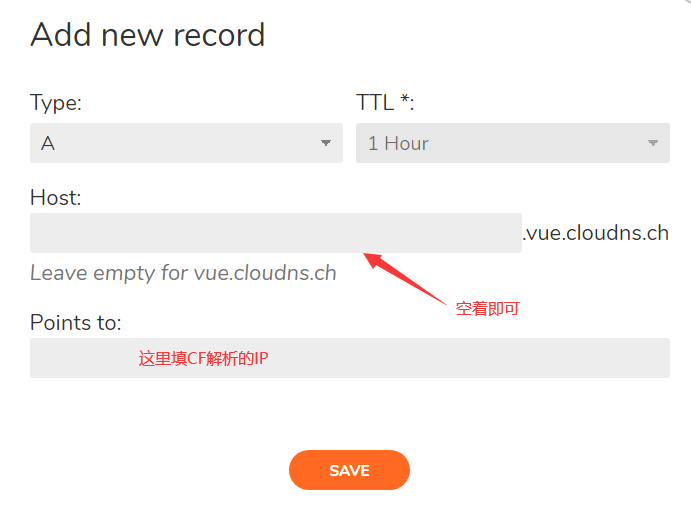 Add new record
Type:
TTL *:
A
1 Hour
Host:
.vue.cloudns.ch
Leave empty for vue.cloudns.ch
空着即可
Points to:
这里填CF解析的IP
SAVE